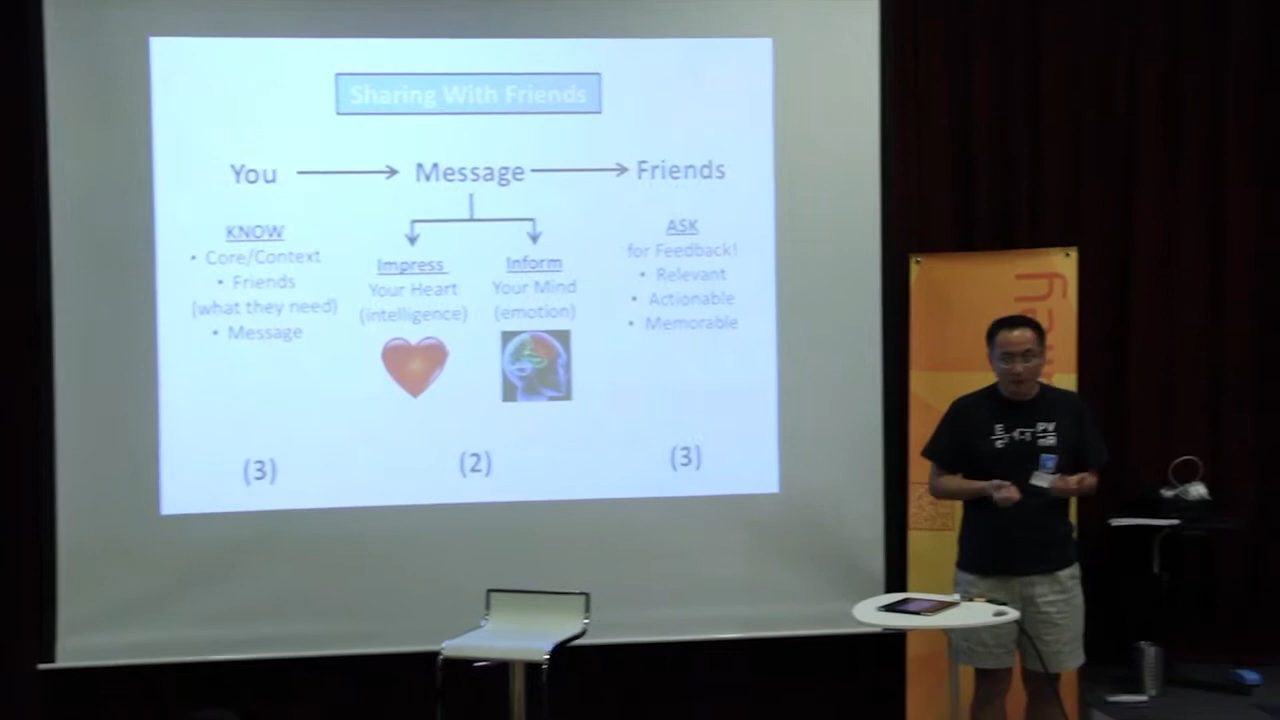 Sharing With Friends
You → Message → Friends
KNOW
• Core/Context
• Friends
(what they need)
• Message
Impress
Your Heart
(intelligence)
Inform
Your Mind
(emotion)
ASK
for Feedback!
• Relevant
• Actionable
• Memorable
(3)
(2)
(3)